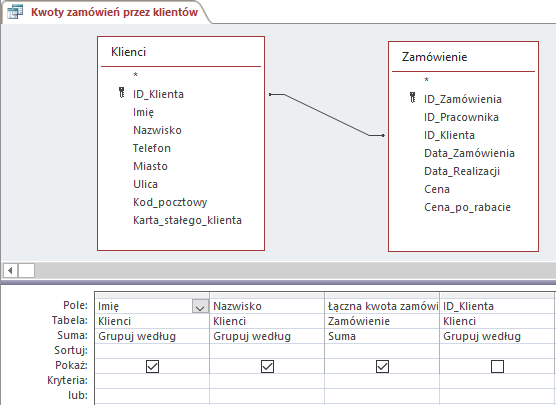 Kwoty zamówień przez klientów
Klienci
*
ID_Klienta
Imię
Nazwisko
Telefon
Miasto
Ulica
Kod_pocztowy
Karta_stałego_klienta
Zamówienie
*
ID_Zamówienia
ID_Pracownika
ID_Klienta
Data_Zamówienia
Data_Realizacji
Cena
Cena_po_rabacie
Pole: Imię Nazwisko Łączna kwota zamówi ID_Klienta
Tabela: Klienci Klienci Zamówienie Klienci
Suma: Grupuj według Grupuj według Suma Grupuj według
Sortuj:
Pokaż:
Kryteria:
lub: